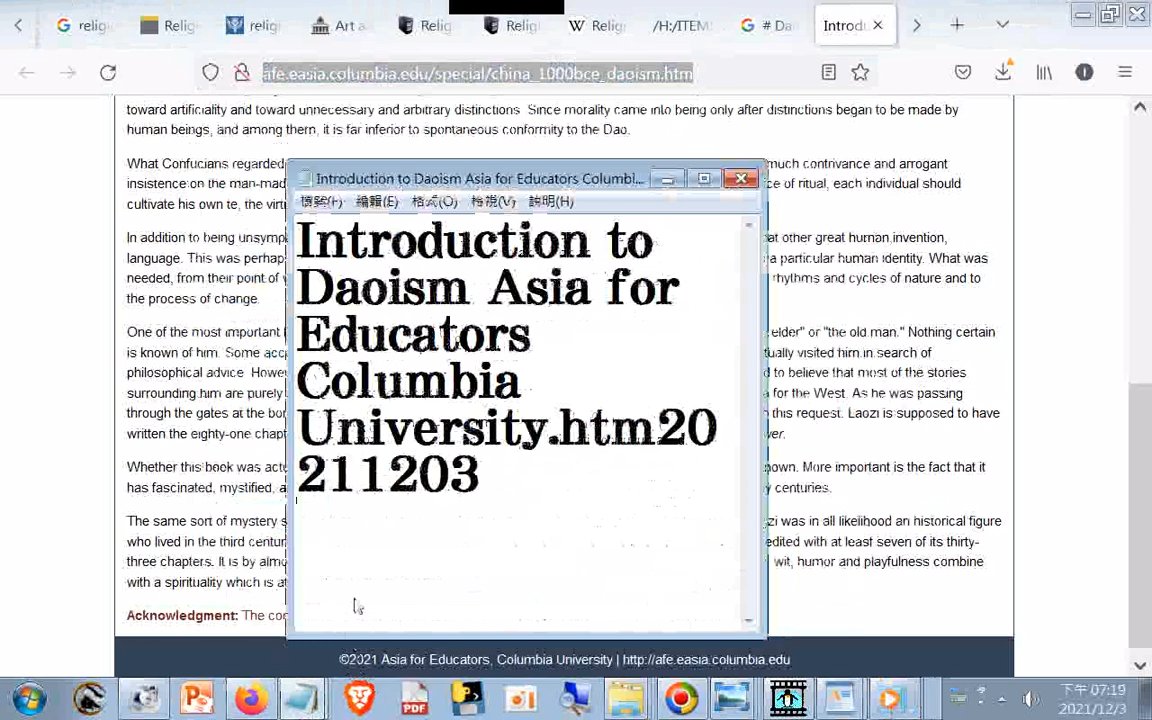 religi
Relig
religi
Art a
Relig
Religi
Relig
/H:/ITEM
# Da
Introd
afe.easia.columbia.edu/special/china_1000bce_daoism.htm
toward artificiality and toward unnecessary and arbitrary distinctions. Since morality came into being only after distinctions began to be made by
human beings, and among them, it is far inferior to spontaneous conformity to the Dao.
What Confucians regarded
much contrivance and arrogant
insistence on the man-mad
ce of ritual, each individual should
cultivate his own te, the virtu
In addition to being unsymp
at other great human invention,
language. This was perhap
a particular human identity. What was
needed, from their point of v
rhythms and cycles of nature and to
the process of change.
One of the most important
elder" or "the old man." Nothing certain
is known of him. Some acc
tually visited him in search of
philosophical advice. Howe
d to believe that most of the stories
surrounding him are purely
for the West. As he was passing
through the gates at the bor
this request. Laozi is supposed to have
written the eighty-one chapt
er.
Whether this book was actu
nown. More important is the fact that it
has fascinated, mystified, a
y centuries.
The same sort of mystery s
zi was in all likelihood an historical figure
who lived in the third centur
edited with at least seven of its thirty-
three chapters. It is by almo
wit, humor and playfulness combine
with a spirituality which is at
Acknowledgment: The con
Introduction to Daoism Asia for Educators Columbi...
檔案(F) 編輯(E) 格式(O) 檢視(V) 說明(H)
Introduction to
Daoism Asia for
Educators
Columbia
University.htm20
211203
©2021 Asia for Educators, Columbia University | http://afe.easia.columbia.edu
下午 07:19
2021/12/3